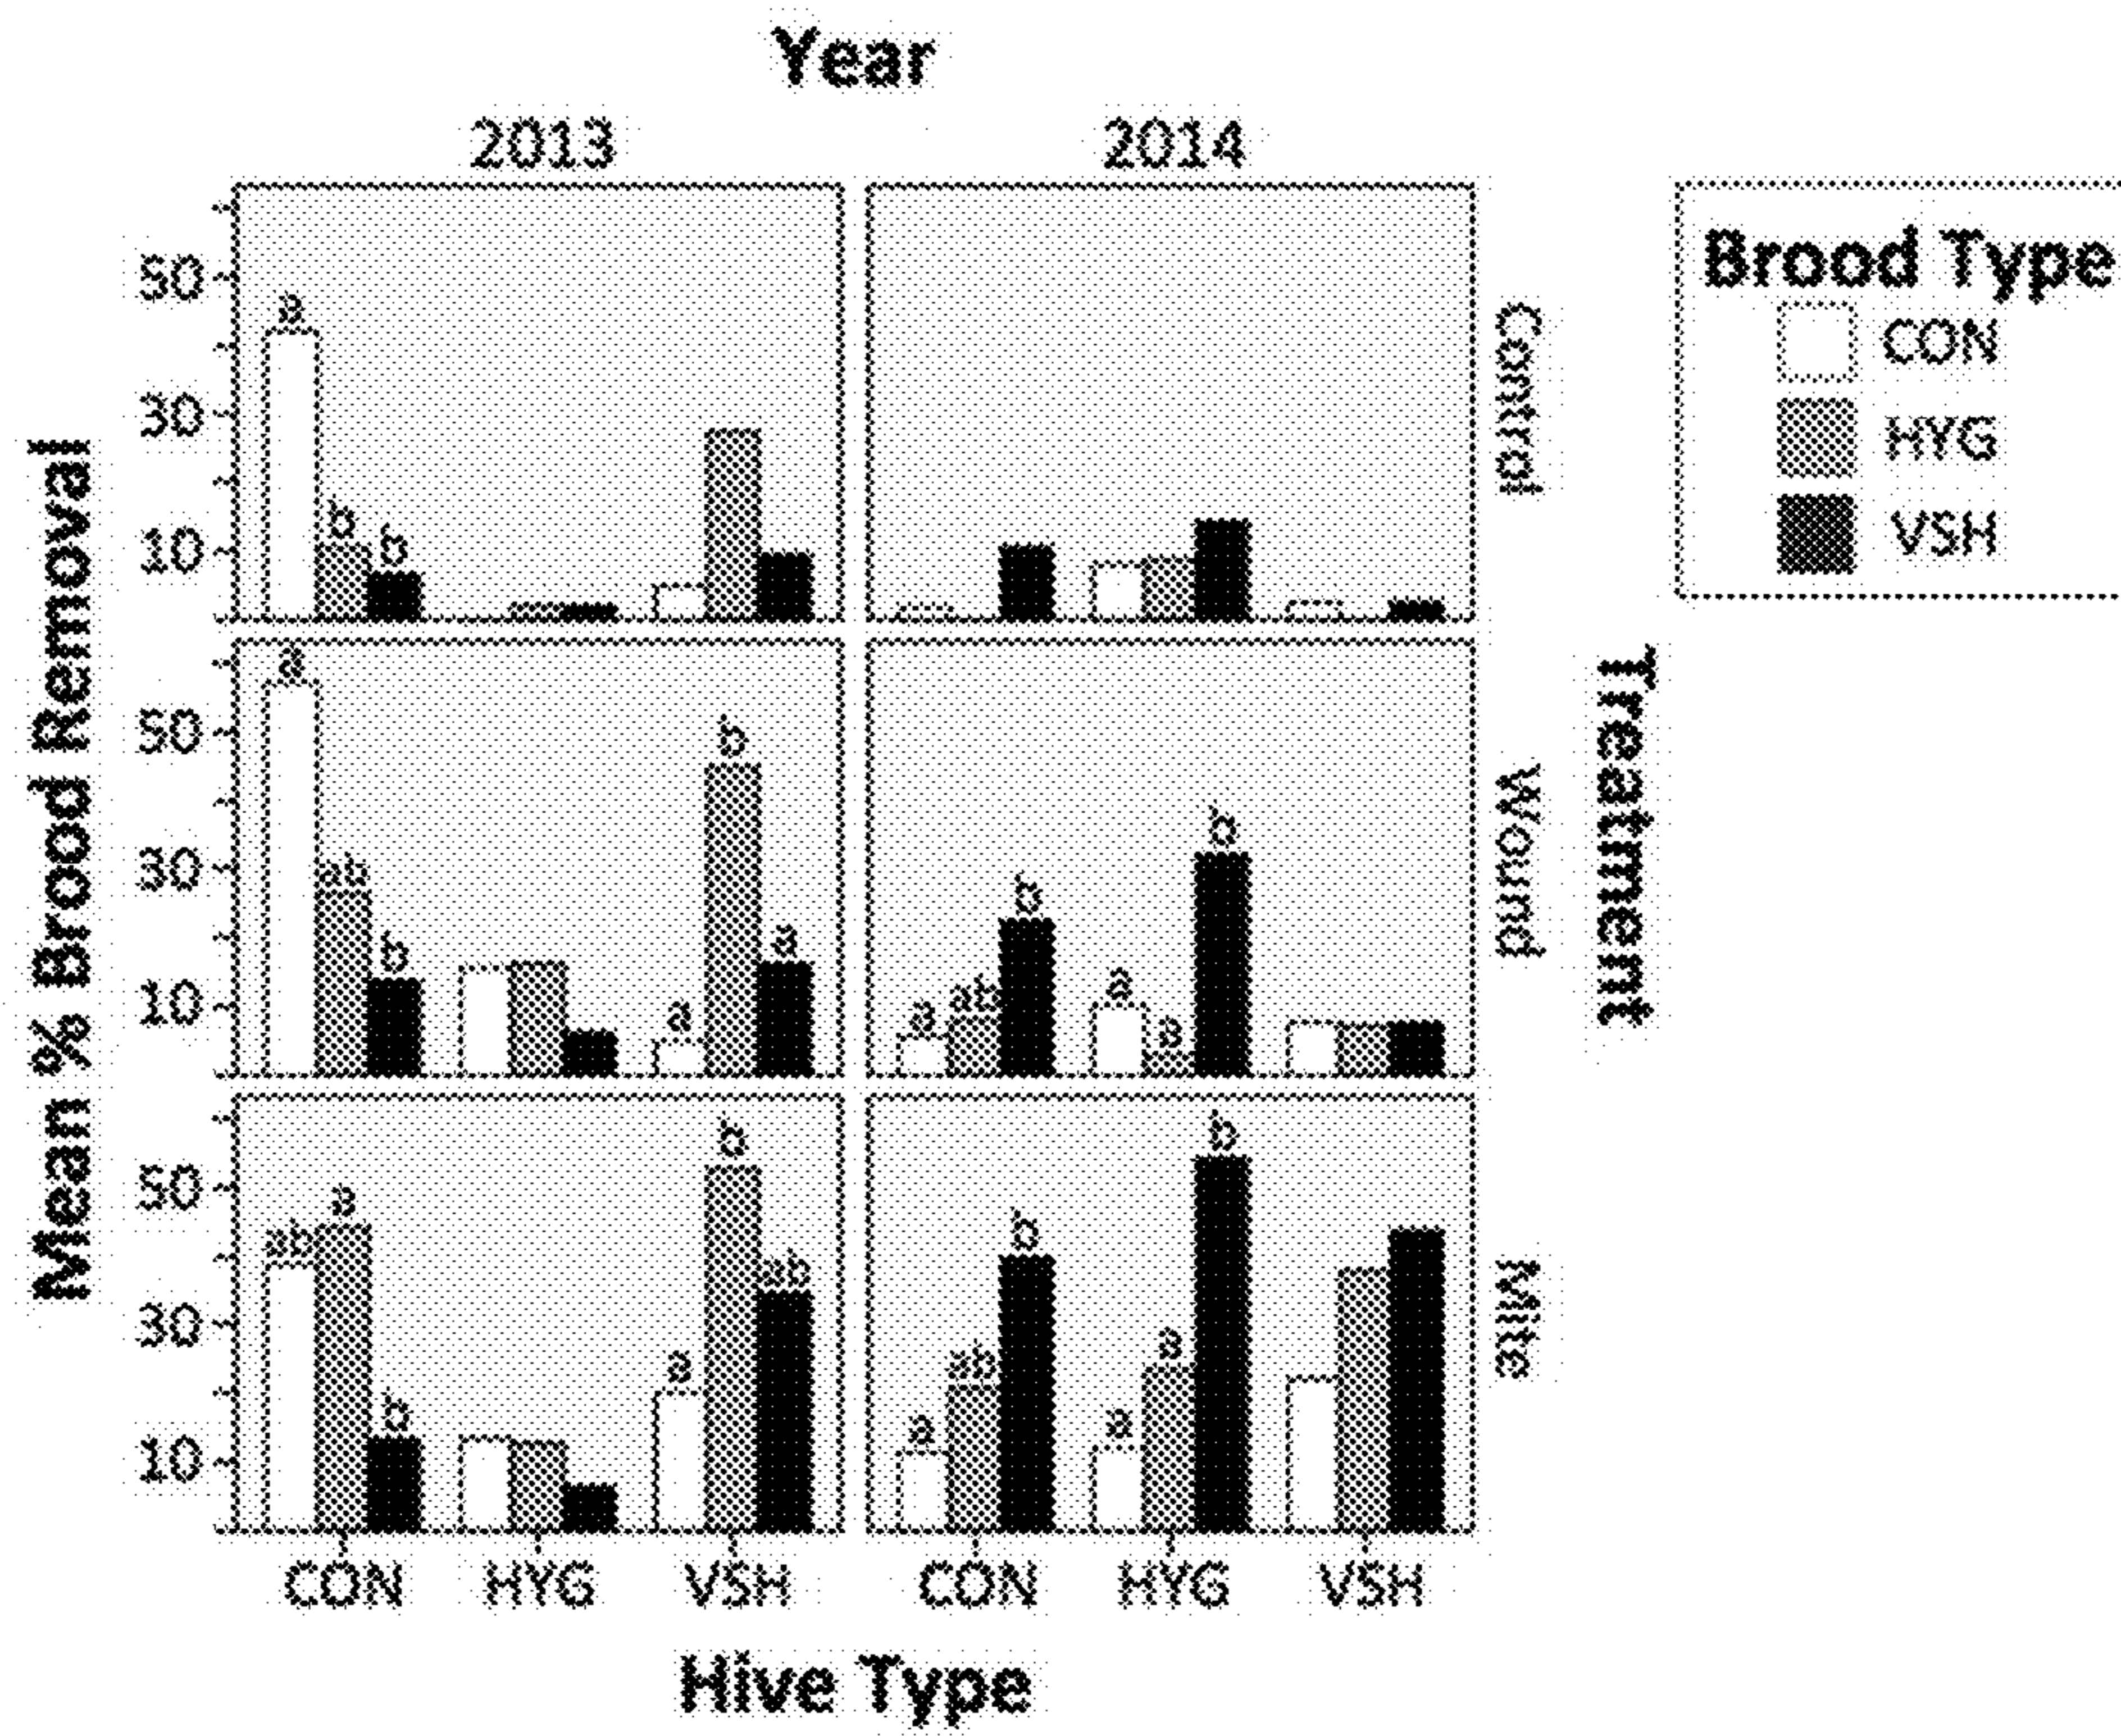 Year
2013 2014
Mean % Brood Removal
50
30
10
a
b
b
Control
50
30
10
a
ab
b
a
b
a
a
ab
b
a
a
b
Wound
50
30
10
ab
a
b
a
b
ab
a
ab
b
a
a
b
Mite
Treatment
CON HYG VSH CON HYG VSH
Hive Type
Brood Type
CON
HYG
VSH